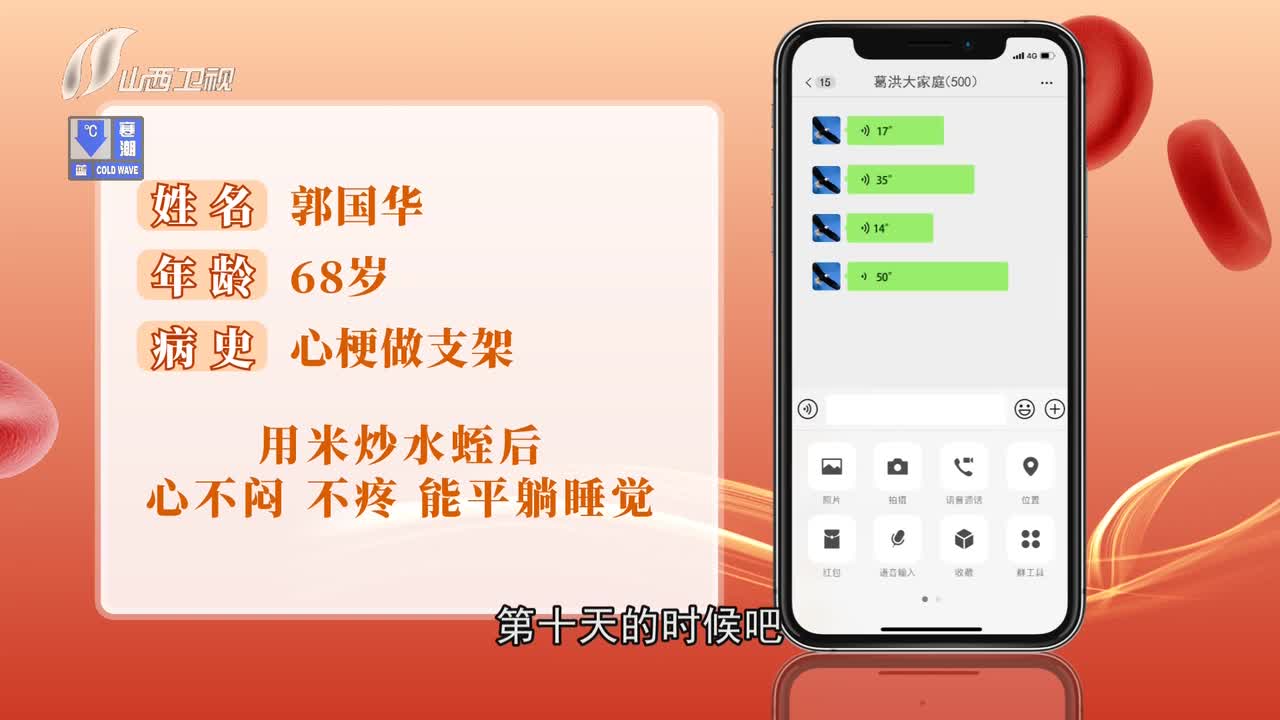 山西卫视
℃
寒潮
蓝 COLD WAVE
姓名 郭国华
年龄 68岁
病史 心梗做支架
用米炒水蛭后
心不闷 不疼 能平躺睡觉
第十天的时候吧
4G
15 葛洪大家庭(500)
17"
35"
14"
50"
照片 拍摄 语音通话 位置
红包 语音输入 收藏 群工具